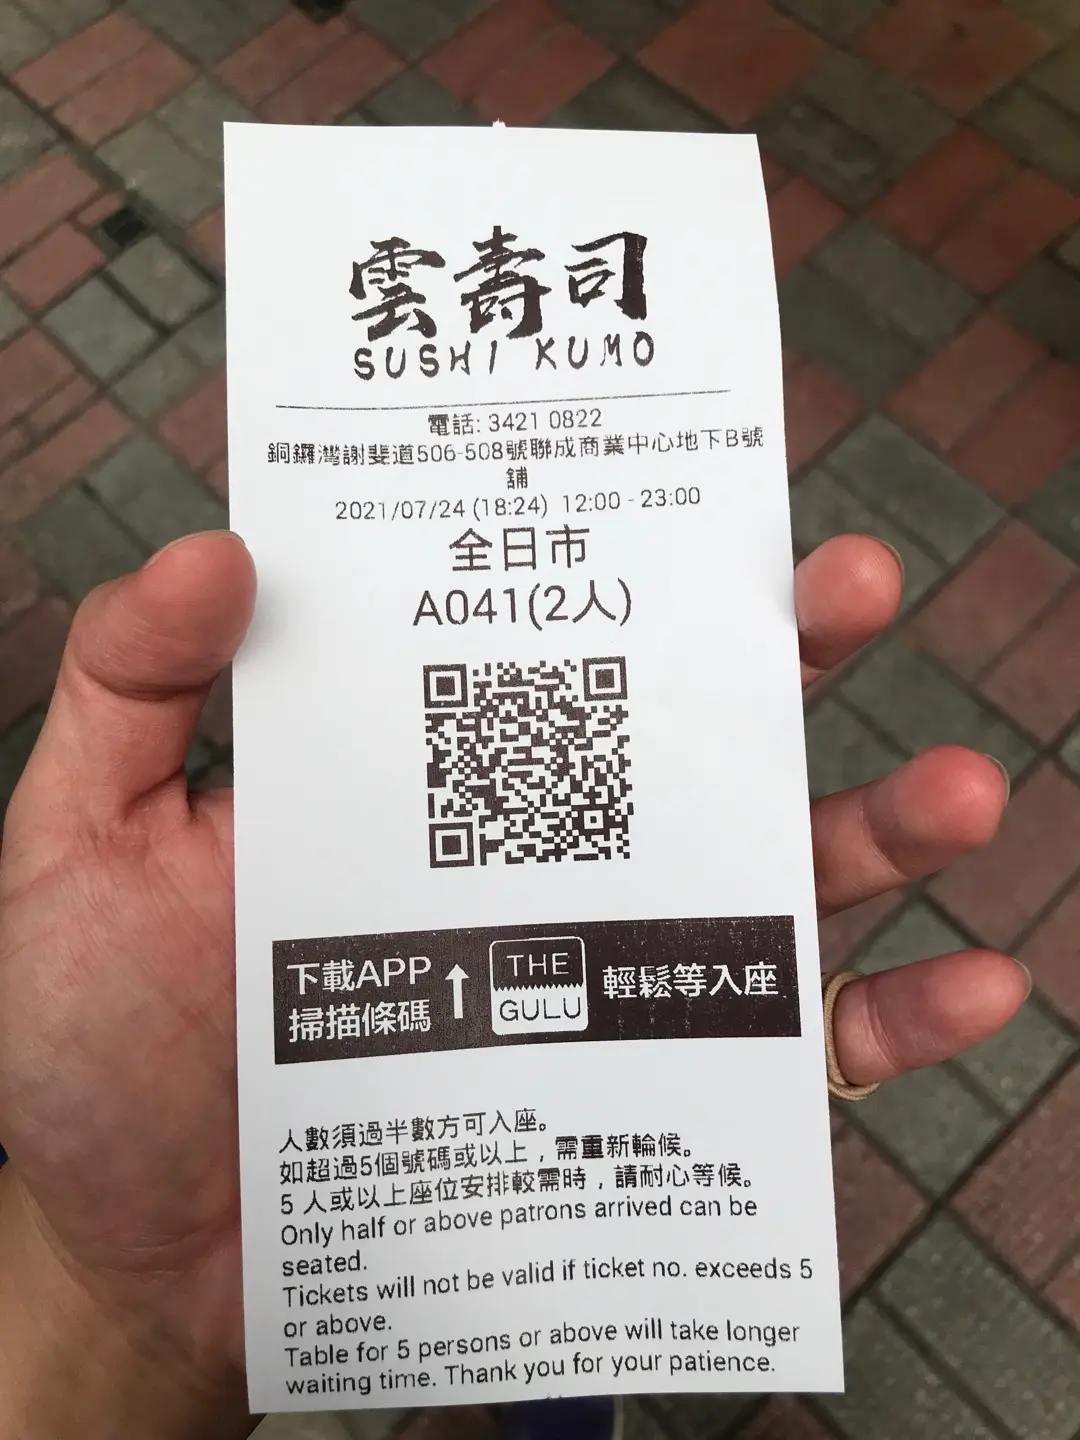 雲壽司
SUSHI KUMO
電話: 3421 0822
銅鑼灣謝斐道506-508號聯成商業中心地下B號
舖
2021/07/24 (18:24) 12:00 - 23:00
全日市
A041(2人)
下載APP
掃描條碼
↑
THE
GULU
輕鬆等入座
人數須過半數方可入座。
如超過5個號碼或以上，需重新輪候。
5 人或以上座位安排較需時，請耐心等候。
Only half or above patrons arrived can be
seated.
Tickets will not be valid if ticket no. exceeds 5
or above.
Table for 5 persons or above will take longer
waiting time. Thank you for your patience.